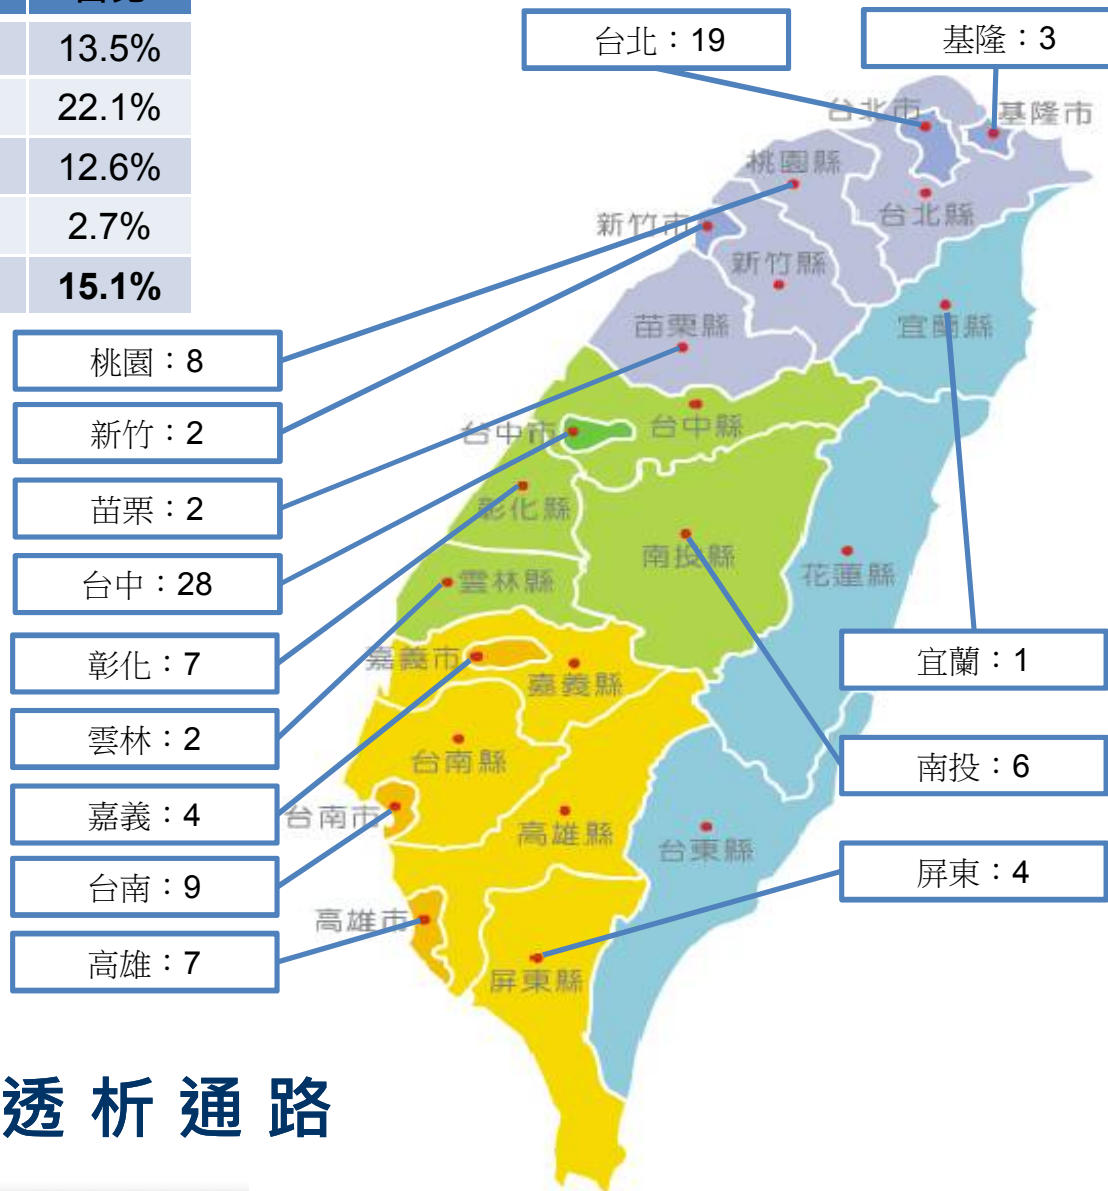 13.5%
22.1%
12.6%
2.7%
15.1%
台北：19
基隆：3
台北市
基隆市
桃園縣
台北縣
新竹市
新竹縣
苗栗縣
宜蘭縣
桃園：8
新竹：2
苗栗：2
台中：28
彰化：7
雲林：2
嘉義：4
台南：9
高雄：7
台中市
台中縣
彰化縣
南投縣
花蓮縣
雲林縣
嘉義市
嘉義縣
台南縣
台南市
高雄縣
台東縣
高雄市
屏東縣
宜蘭：1
南投：6
屏東：4
透析通路